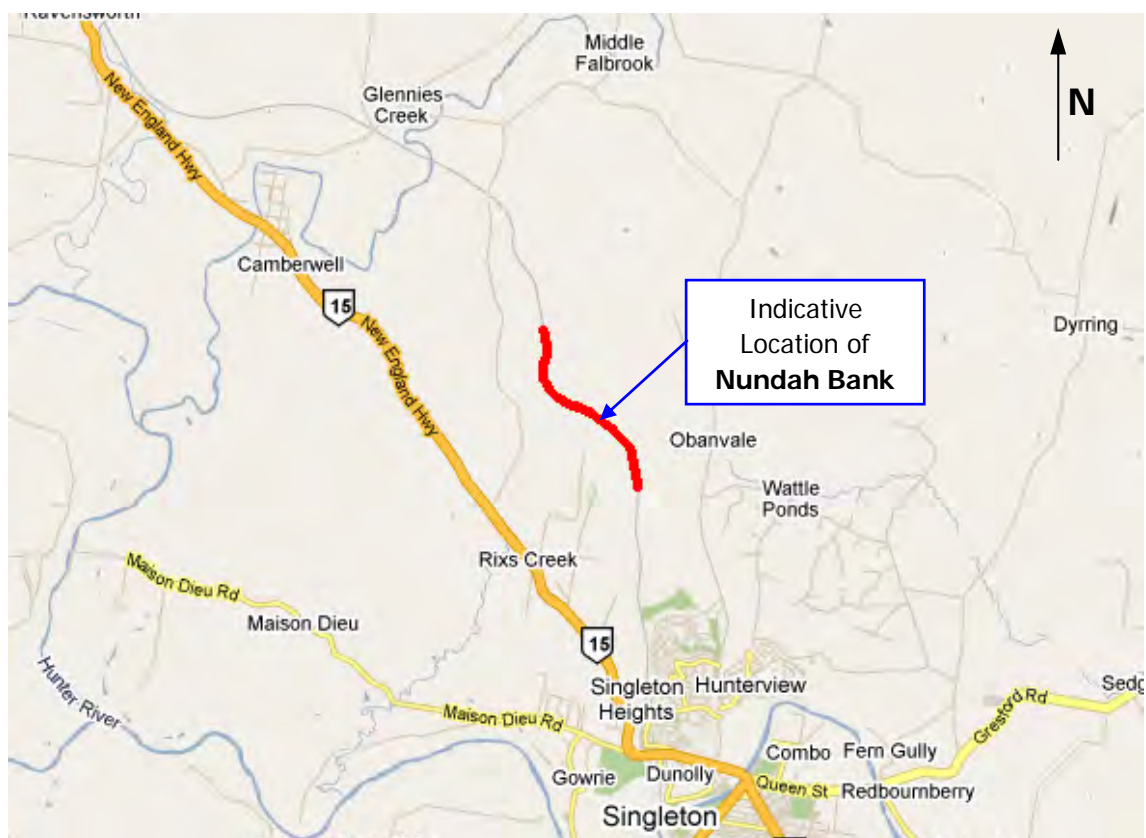 Ravensworth
Middle
Falbrook
N
Glennies
Creek
New England Hwy
Camberwell
15
New England Hwy
Indicative
Location of
Nundah Bank
Dyrring
Obanvale
Wattle
Ponds
Rixs Creek
Maison Dieu Rd
Maison Dieu
15
Hunter River
Singleton
Heights
Hunterview
Sedg
Gresford Rd
Maison Dieu Rd
Combo
Fern Gully
Gowrie
Dunolly
Queen St
Redbournberry
Singleton